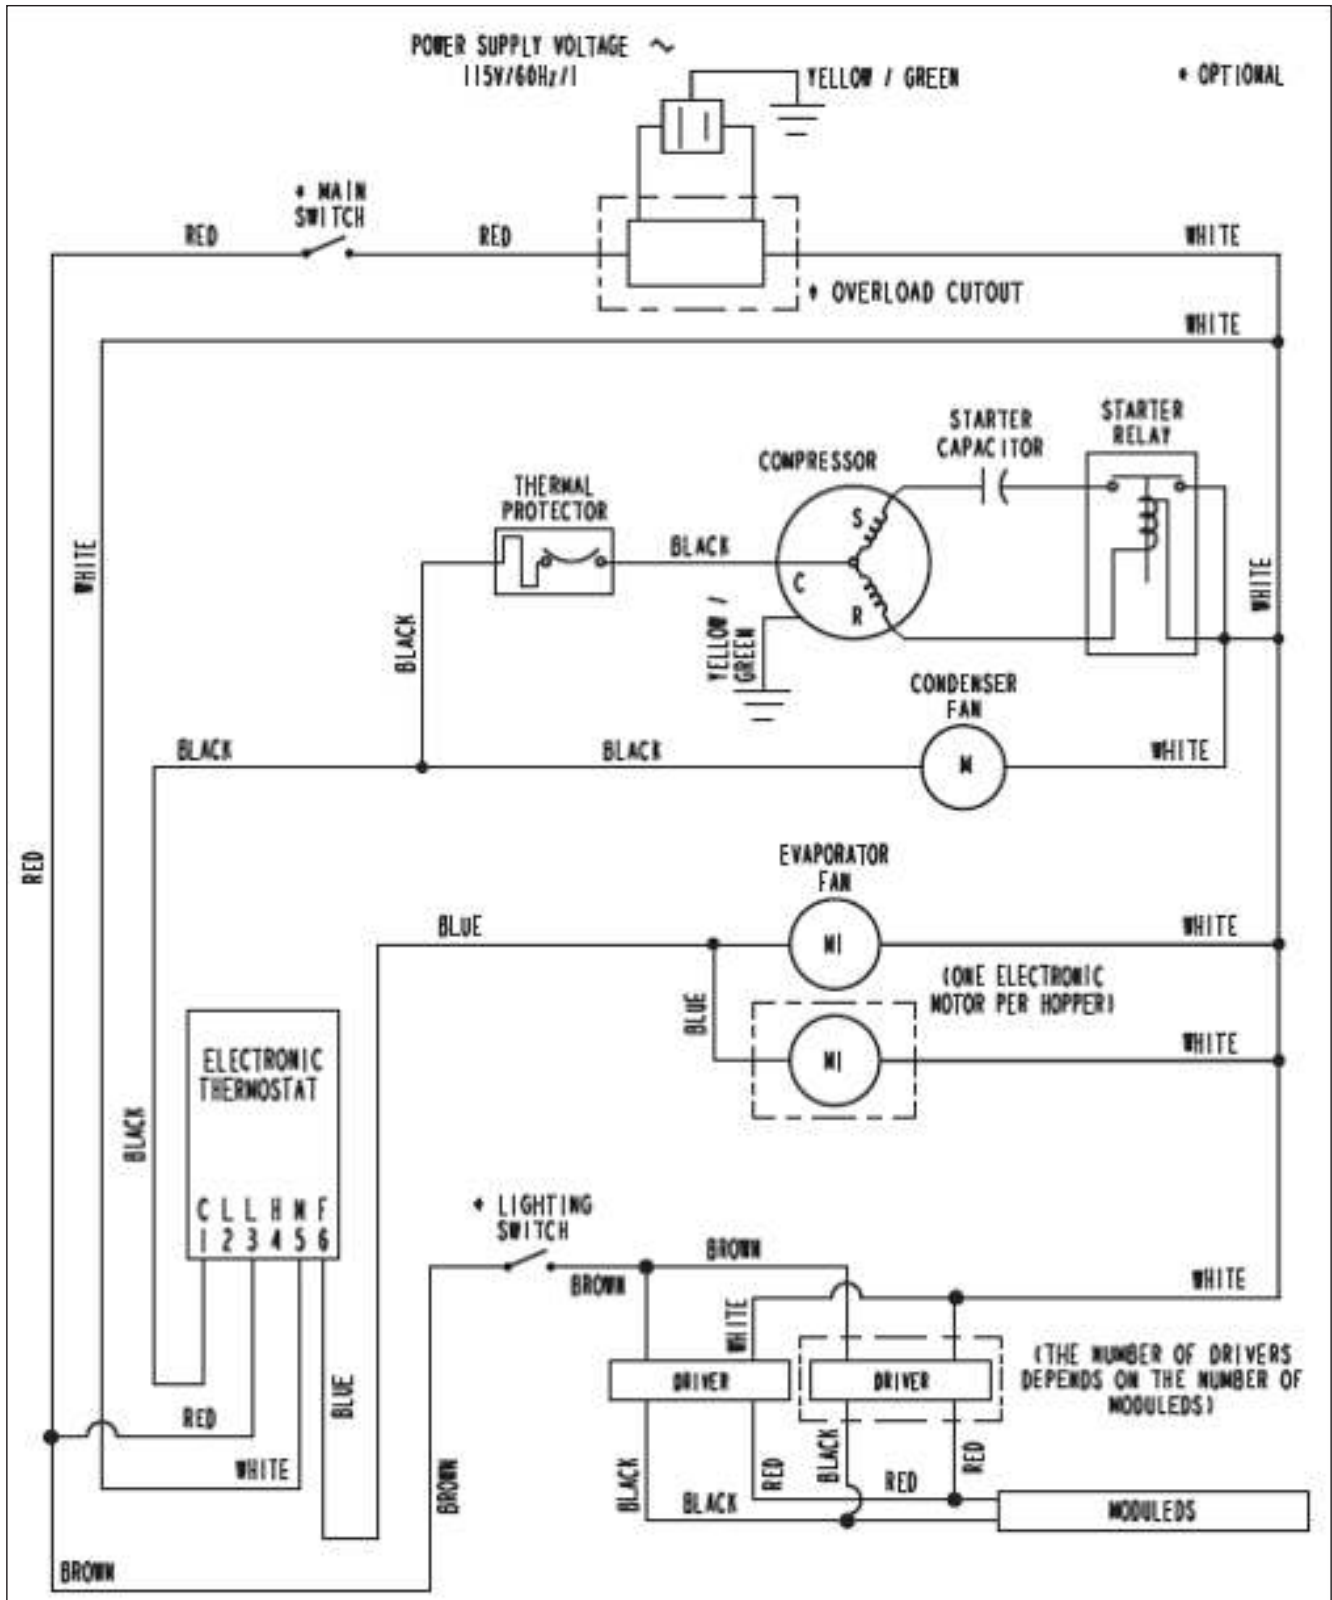 POWER SUPPLY VOLTAGE ~
115V/60Hz/1
YELLOW / GREEN
* OPTIONAL
* MAIN
SWITCH
RED
RED
WHITE
* OVERLOAD CUTOUT
WHITE
STARTER
CAPACITOR
STARTER
RELAY
COMPRESSOR
THERMAL
PROTECTOR
BLACK
S
C
R
WHITE
WHITE
BLACK
YELLOW /
GREEN
CONDENSER
FAN
BLACK
BLACK
M
WHITE
RED
EVAPORATOR
FAN
BLUE
M1
WHITE
(ONE ELECTRONIC
MOTOR PER HOPPER)
BLUE
M1
WHITE
ELECTRONIC
THERMOSTAT
BLACK
C L L H N F
1 2 3 4 5 6
* LIGHTING
SWITCH
BROWN
BROWN
WHITE
WHITE
DRIVER
DRIVER
(THE NUMBER OF DRIVERS
DEPENDS ON THE NUMBER OF
MODULEDS)
BLUE
RED
WHITE
BROWN
BLACK
RED
BLACK
RED
RED
BLACK
MODULEDS
BROWN